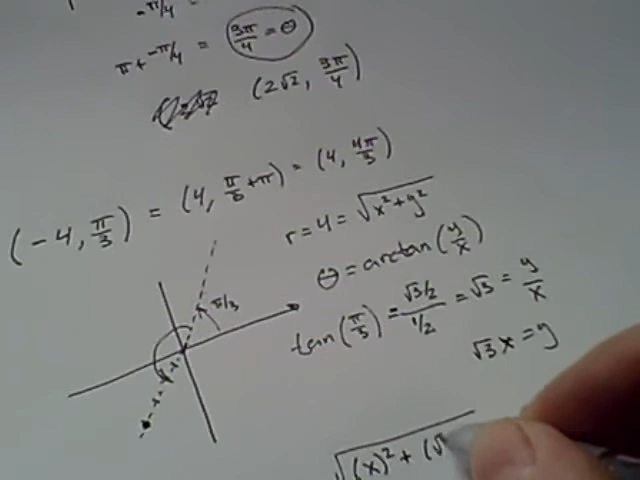 -π/4 =
π + -π/4 = 3π/4 = θ
(2√2, 3π/4)
(-4, π/3) = (4, π/3 + π) = (4, 4π/3)
r = 4 = √(x² + y²)
θ = arctan(y/x)
π/3
tan(π/3) = (√3/2)/(1/2) = √3 = y/x
√3 x = y
√((x)² + (√